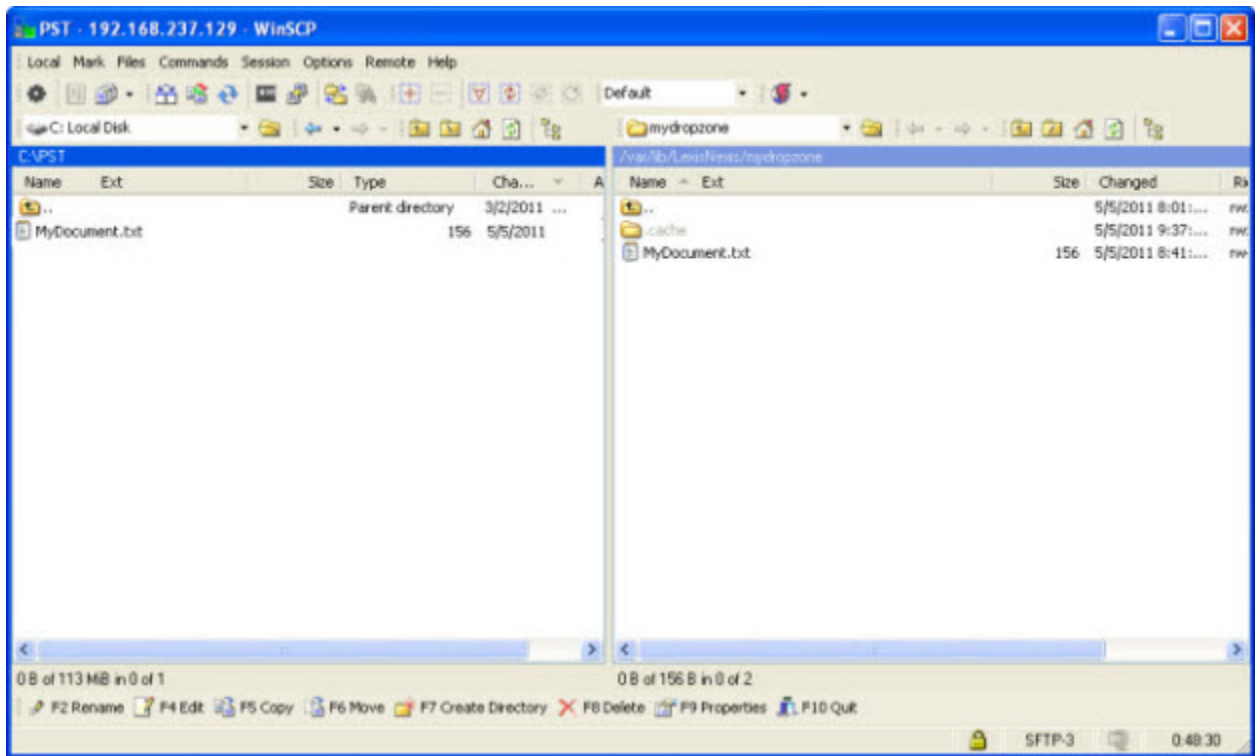 PST - 192.168.237.129 - WinSCP
Local Mark Files Commands Session Options Remote Help
Default
C: Local Disk
mydropzone
C:\PST
/var/lib/LexisNexis/mydropzone
Name Ext Size Type Cha... A
Name Ext Size Changed
.. Parent directory 3/2/2011 ...
MyDocument.txt 156 5/5/2011
.. 5/5/2011 8:01:...
.cache 5/5/2011 9:37:...
MyDocument.txt 156 5/5/2011 8:41:...
0 B of 113 MiB in 0 of 1
0 B of 156 B in 0 of 2
F2 Rename F4 Edit F5 Copy F6 Move F7 Create Directory F8 Delete F9 Properties F10 Quit
SFTP-3 0:48:30